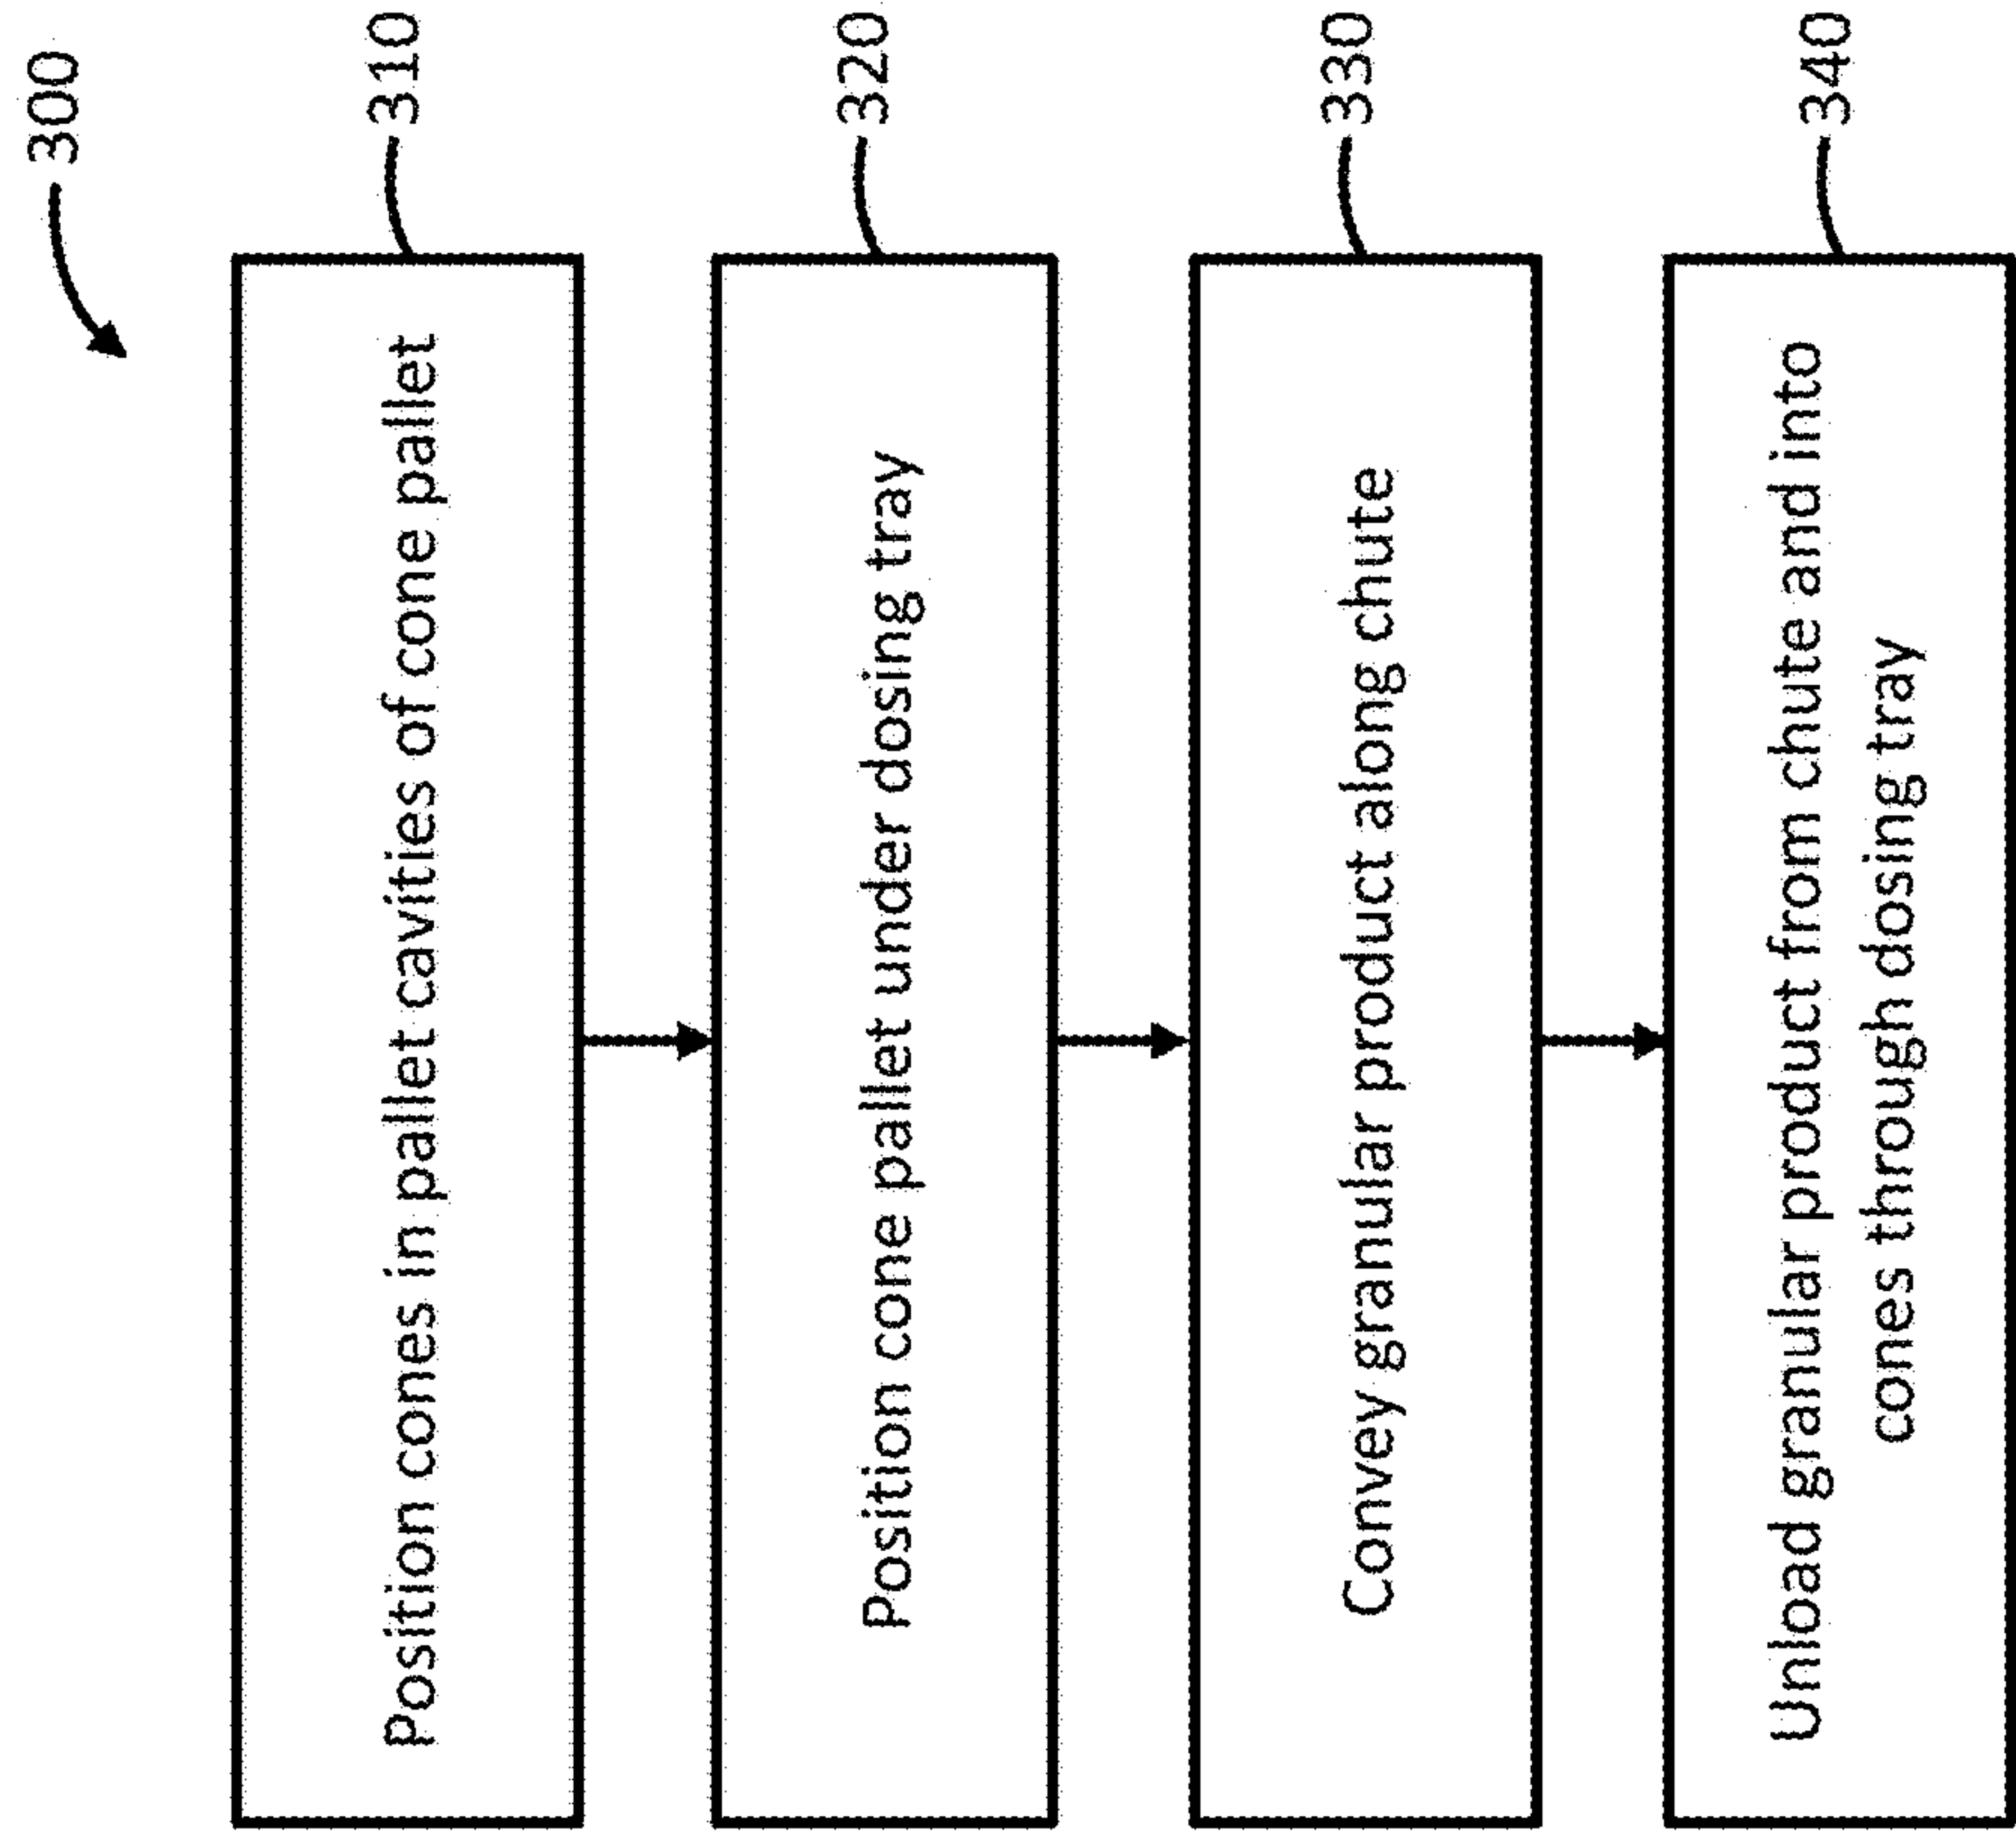 300
Position cones in pallet cavities of cone pallet
310
Position cone pallet under dosing tray
320
Convey granular product along chute
330
Unload granular product from chute and into
cones through dosing tray
340